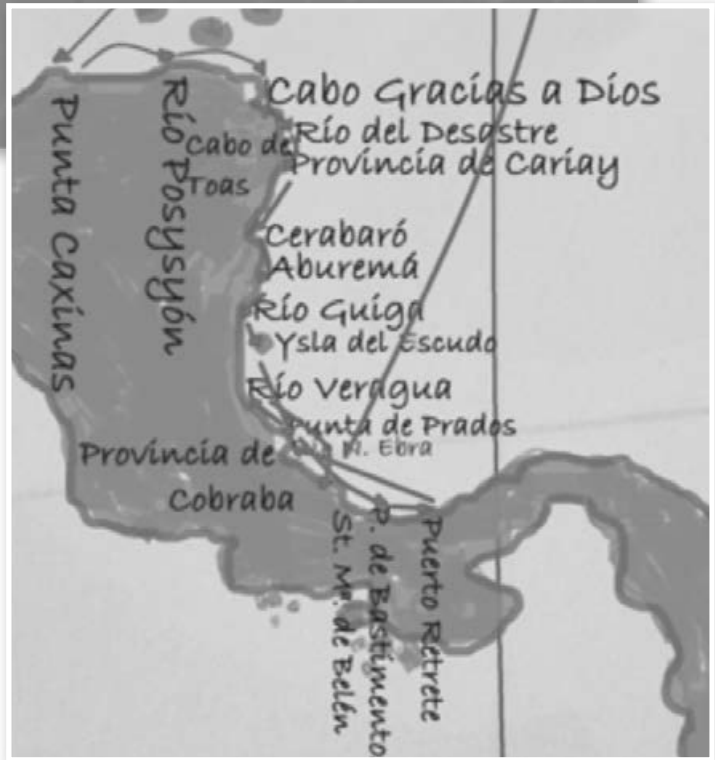 Cabo Gracias a Dios
Río del Desastre
Cabo de
Provincia de Cariay
Toas
Punta Caxinas
Río Posysyón
Cerabaró
Aburemá
Río Guiga
Ysla del Escudo
Río Veragua
Punta de Prados
Provincia de
Cobraba
St. Mª. de Belén
P. de Bastimento
Puerto Retrete